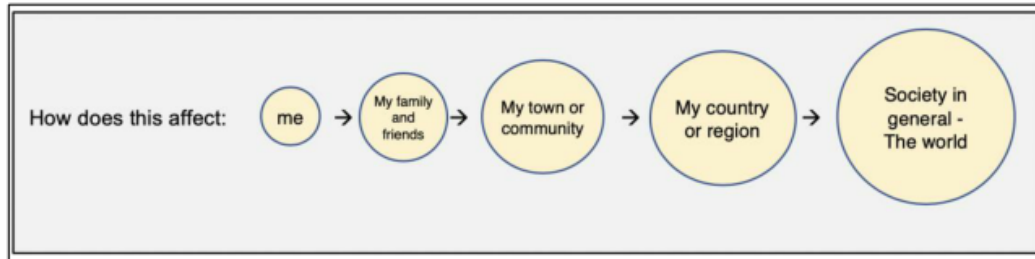 How does this affect:
me
→
My family
and
friends
→
My town or
community
→
My country
or region
→
Society in
general -
The world